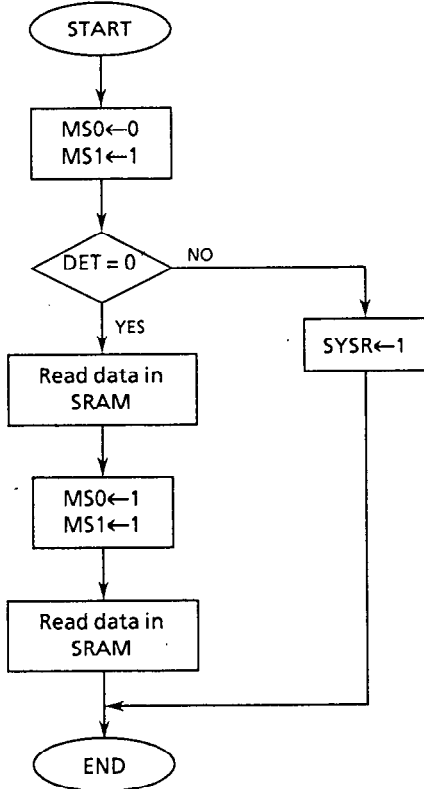 START
MS0←0
MS1←1
DET = 0
NO
YES
SYSR←1
Read data in
SRAM
MS0←1
MS1←1
Read data in
SRAM
END